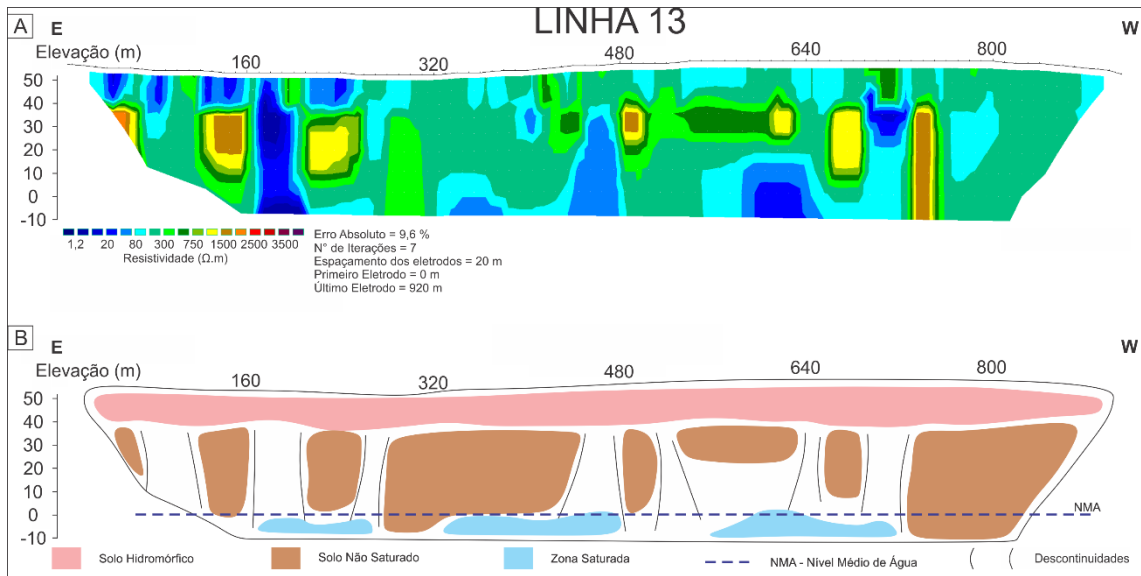 LINHA 13
A
E
W
Elevação (m)
160
320
480
640
800
50
40
30
20
10
0
-10
1,2 20 80 300 750 1500 2500 3500
Resistividade (Ω.m)
Erro Absoluto = 9,6 %
N° de Iterações = 7
Espaçamento dos eletrodos = 20 m
Primeiro Eletrodo = 0 m
Último Eletrodo = 920 m
B
E
W
Elevação (m)
160
320
480
640
800
50
40
30
20
10
0
-10
NMA
Solo Hidromórfico
Solo Não Saturado
Zona Saturada
NMA - Nível Médio de Água
Descontinuidades